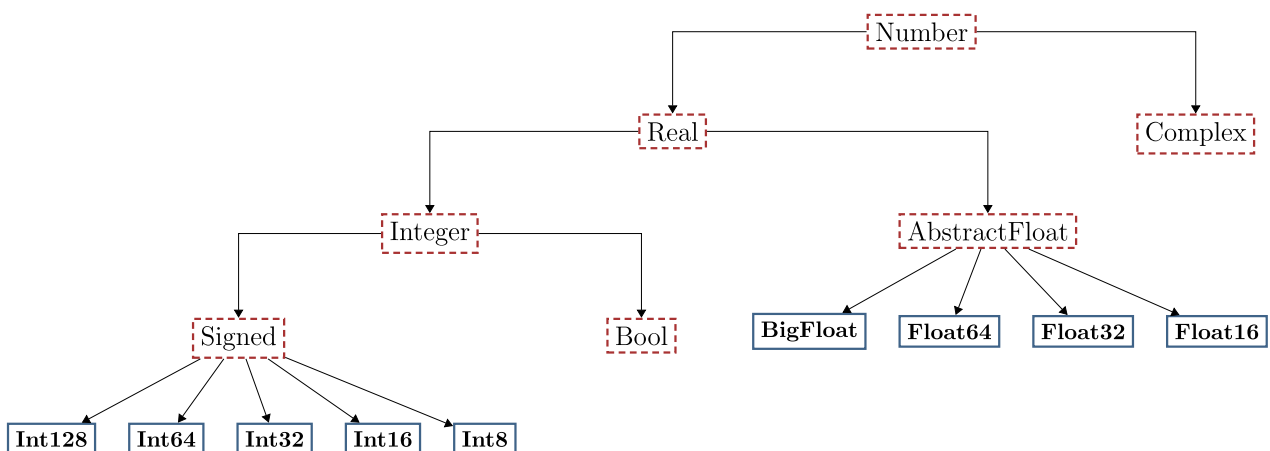 Number
Real
Complex
Integer
AbstractFloat
Signed
Bool
BigFloat
Float64
Float32
Float16
Int128
Int64
Int32
Int16
Int8